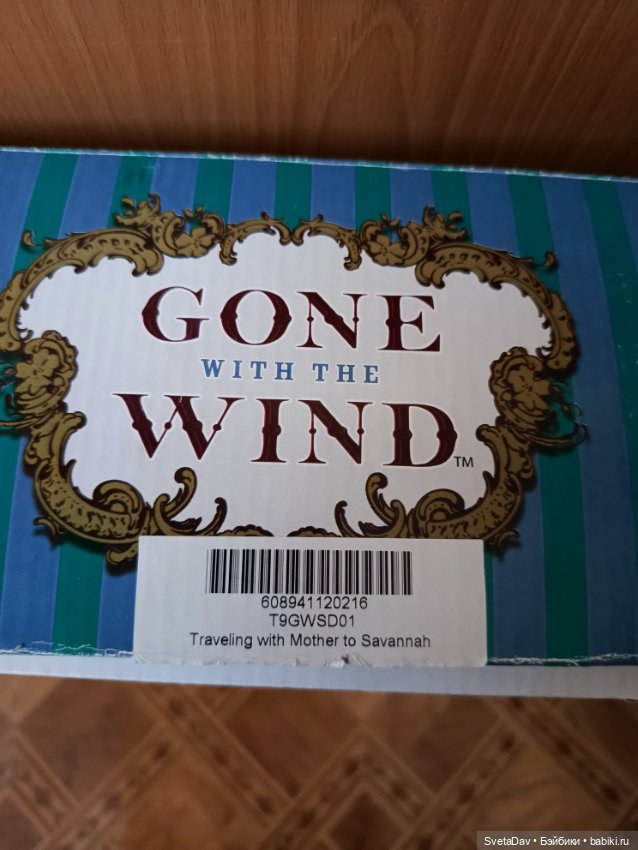 GONE
WITH THE
WIND™
608941120216
T9GWSD01
Traveling with Mother to Savannah
SvetaDav • Бэйбики • babiki.ru